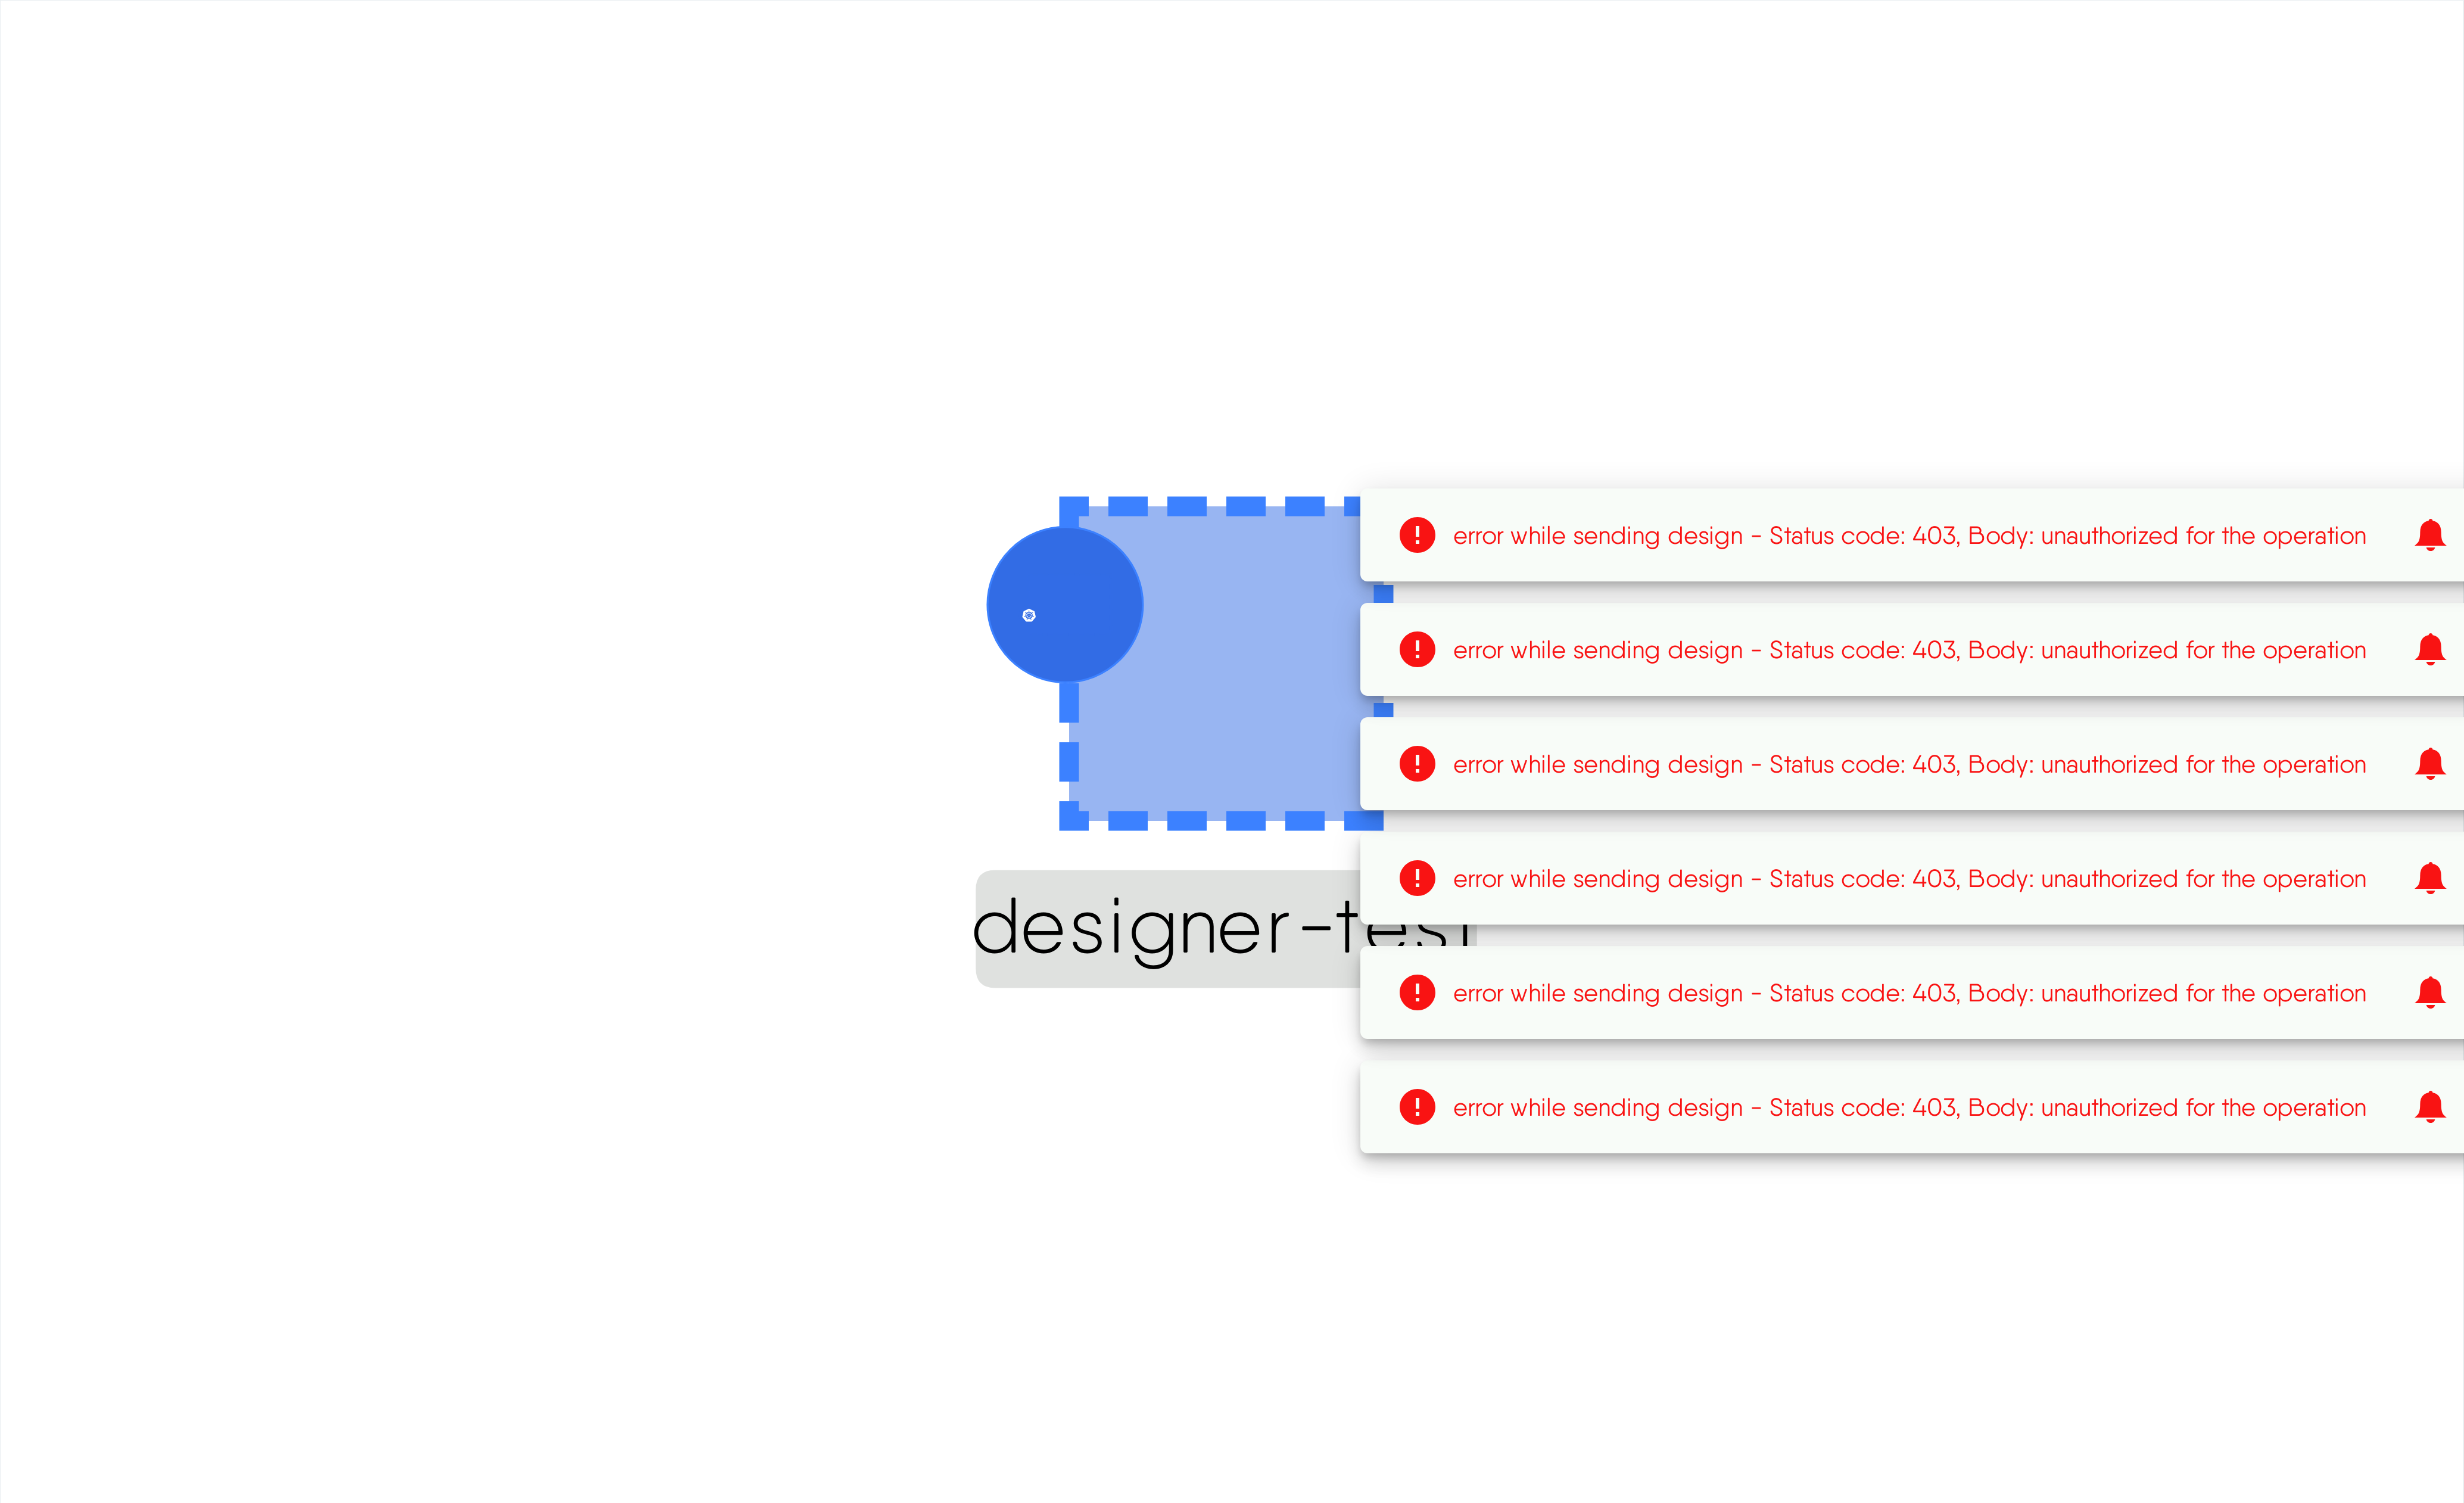 error while sending design - Status code: 403, Body: unauthorized for the operation
error while sending design - Status code: 403, Body: unauthorized for the operation
error while sending design - Status code: 403, Body: unauthorized for the operation
error while sending design - Status code: 403, Body: unauthorized for the operation
designer-test
error while sending design - Status code: 403, Body: unauthorized for the operation
error while sending design - Status code: 403, Body: unauthorized for the operation